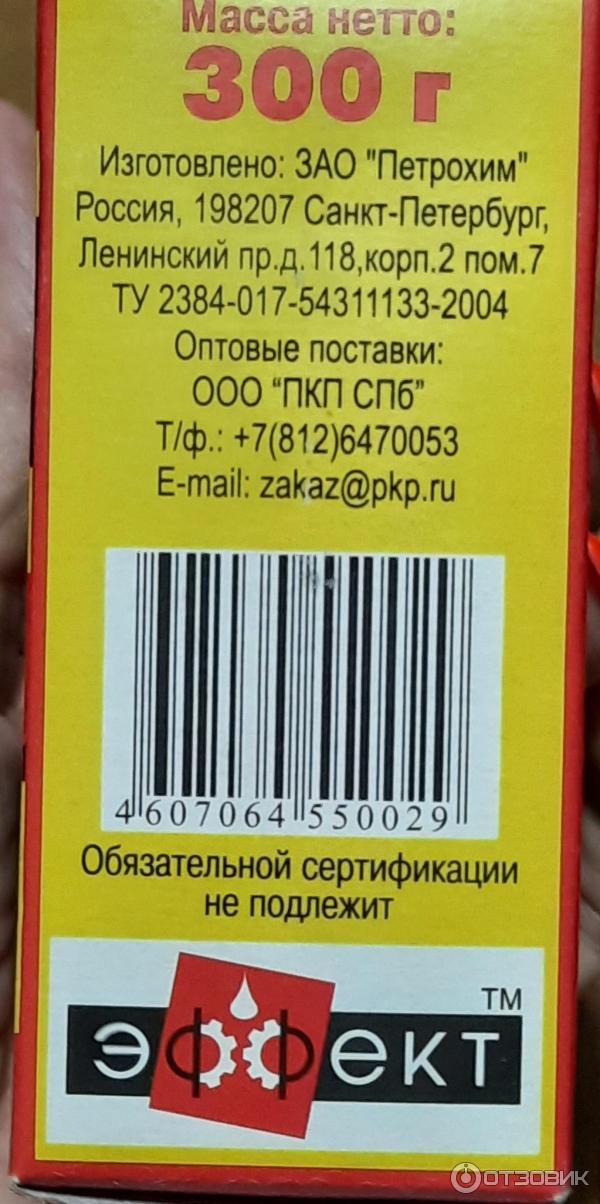 Масса нетто:
300 г
Изготовлено: ЗАО "Петрохим"
Россия, 198207 Санкт-Петербург,
Ленинский пр.д.118,корп.2 пом.7
ТУ 2384-017-54311133-2004
Оптовые поставки:
ООО “ПКП СПб”
Т/ф.: +7(812)6470053
E-mail: zakaz@pkp.ru
4 607064 550029
Обязательной сертификации
не подлежит
TM
эффект
ОТЗОВИК